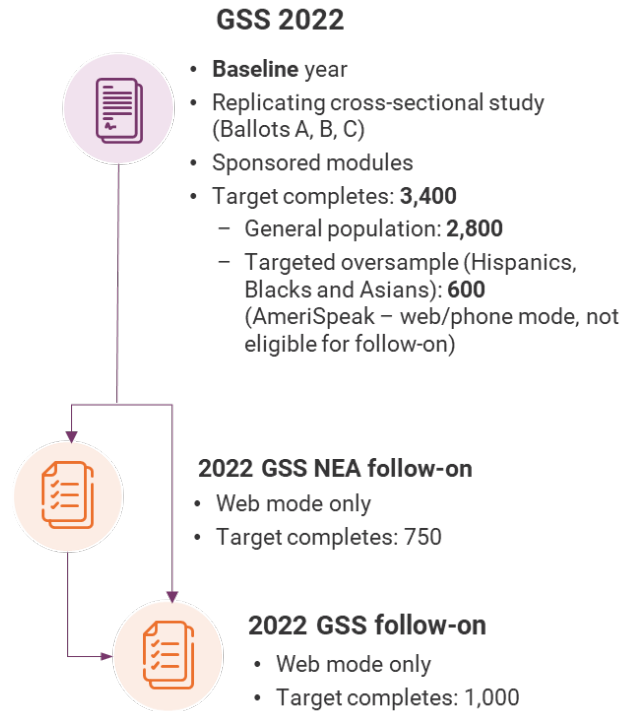 GSS 2022
• Baseline year
• Replicating cross-sectional study
(Ballots A, B, C)
• Sponsored modules
• Target completes: 3,400
– General population: 2,800
– Targeted oversample (Hispanics,
Blacks and Asians): 600
(AmeriSpeak – web/phone mode, not
eligible for follow-on)
2022 GSS NEA follow-on
• Web mode only
• Target completes: 750
2022 GSS follow-on
• Web mode only
• Target completes: 1,000